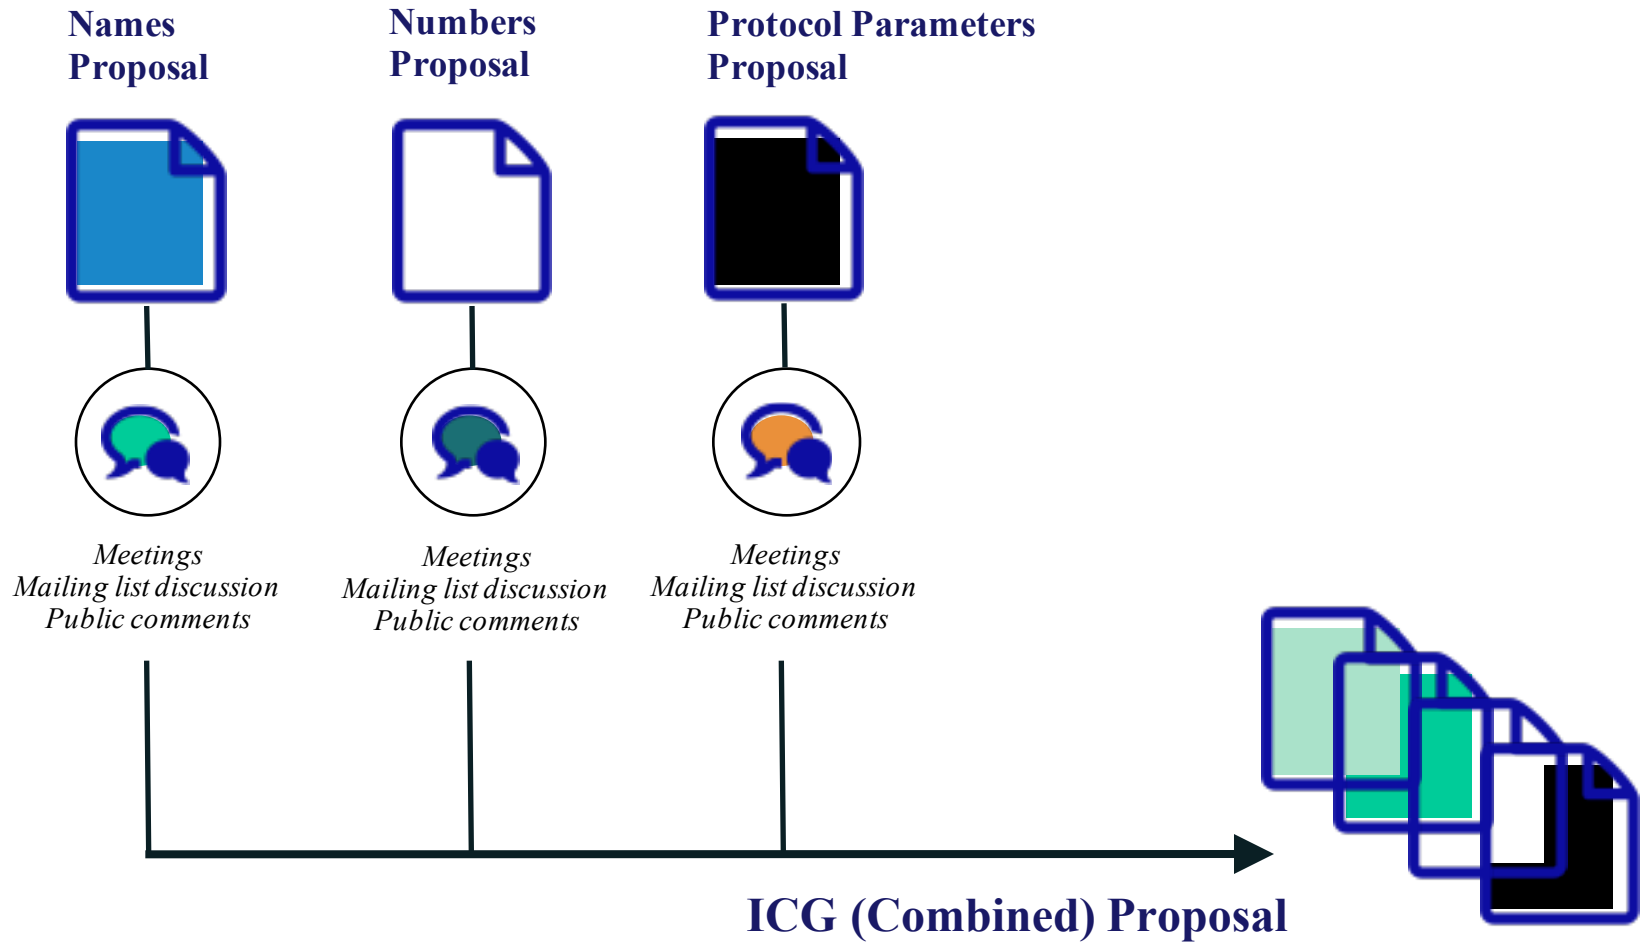 Names
Proposal
Numbers
Proposal
Protocol Parameters
Proposal
Meetings
Mailing list discussion
Public comments
Meetings
Mailing list discussion
Public comments
Meetings
Mailing list discussion
Public comments
ICG (Combined) Proposal